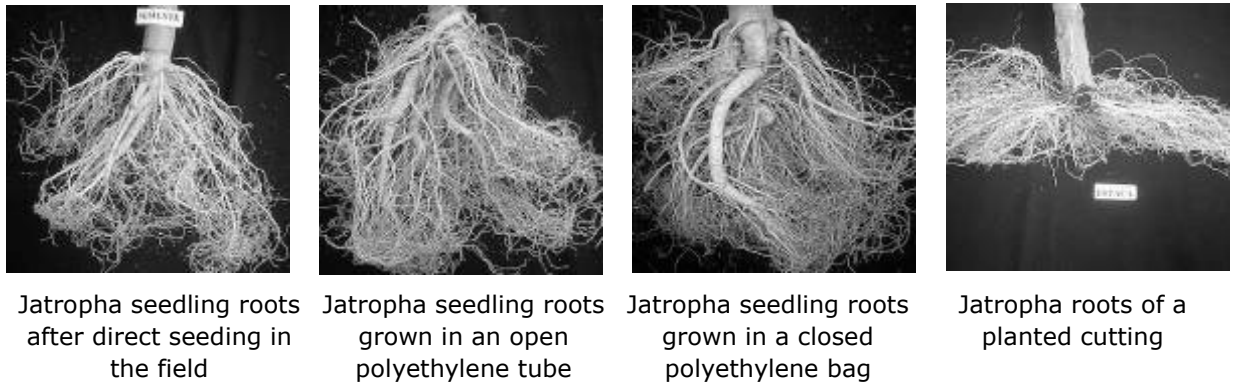 ESTACA
Jatropha seedling roots
after direct seeding in
the field
Jatropha seedling roots
grown in an open
polyethylene tube
Jatropha seedling roots
grown in a closed
polyethylene bag
Jatropha roots of a
planted cutting